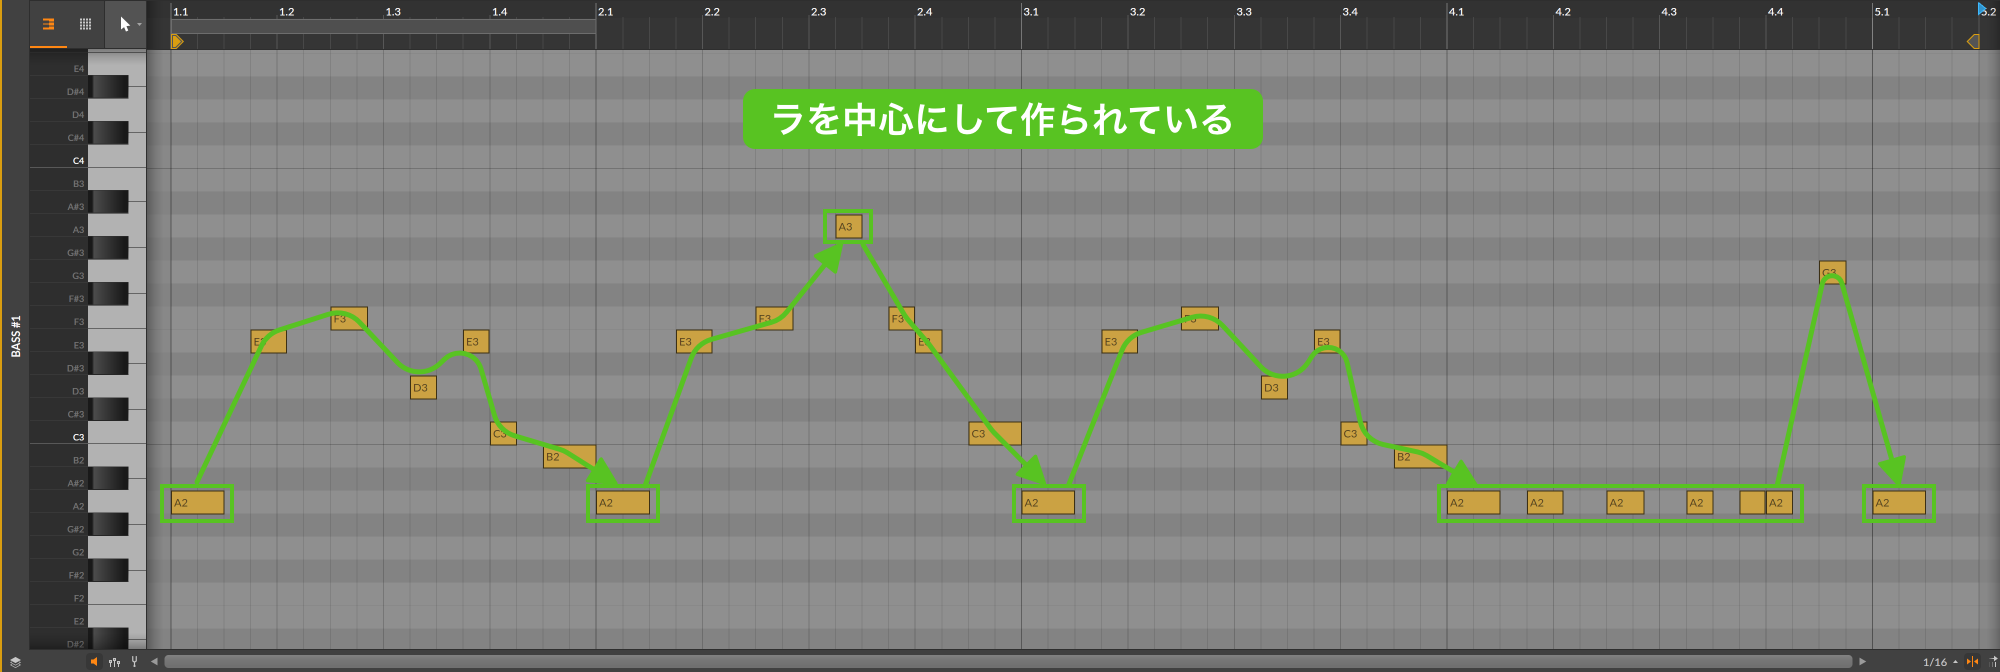 1.1 1.2 1.3 1.4 2.1 2.2 2.3 2.4 3.1 3.2 3.3 3.4 4.1 4.2 4.3 4.4 5.1 5.2
ラを中心にして作られている
E4
D#4
D4
C#4
C4
B3
A#3
A3
G#3
G3
F#3
F3
E3
D#3
D3
C#3
C3
B2
A#2
A2
G#2
G2
F#2
F2
E2
D#2
BASS #1
A3
G3
F3 F3 F3 F3
E3 E3 E3 E3 E3 E3
D3 D3
C3 C3 C3
B2 B2
A2 A2 A2 A2 A2 A2 A2 A2 A2
1/16